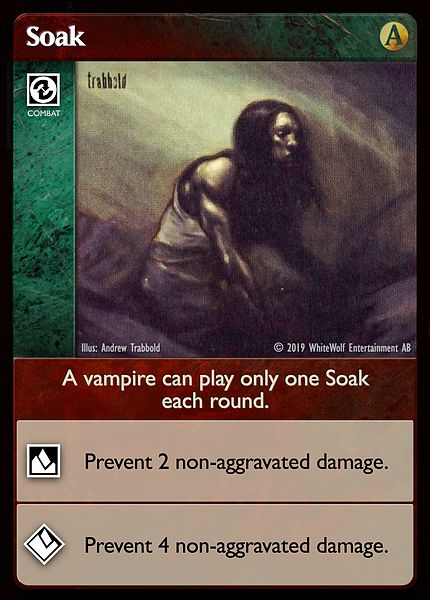 Soak
A
COMBAT
trabbold
Illus: Andrew Trabbold
© 2019 WhiteWolf Entertainment AB
A vampire can play only one Soak
each round.
Prevent 2 non-aggravated damage.
Prevent 4 non-aggravated damage.